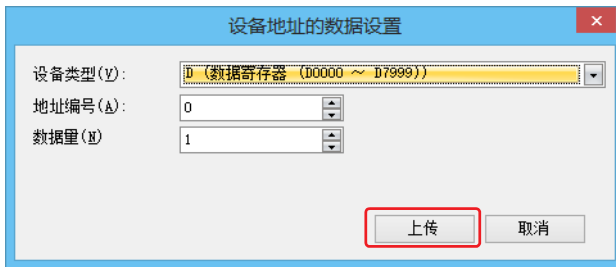 设备地址的数据设置
设备类型(V): D (数据寄存器 (D0000 ～ D7999))
地址编号(A): 0
数据量(N) 1
上传 取消